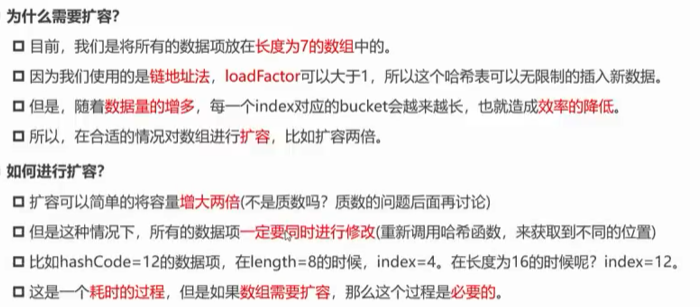 为什么需要扩容?
目前，我们是将所有的数据项放在长度为7的数组中的。
因为我们使用的是链地址法，loadFactor可以大于1，所以这个哈希表可以无限制的插入新数据。
但是，随着数据量的增多，每一个index对应的bucket会越来越长，也就造成效率的降低。
所以，在合适的情况对数组进行扩容，比如扩容两倍。
如何进行扩容?
扩容可以简单的将容量增大两倍(不是质数吗？质数的问题后面再讨论)
但是这种情况下，所有的数据项一定要同时进行修改(重新调用哈希函数，来获取到不同的位置)
比如hashCode=12的数据项，在length=8的时候，index=4。在长度为16的时候呢？index=12。
这是一个耗时的过程，但是如果数组需要扩容，那么这个过程是必要的。